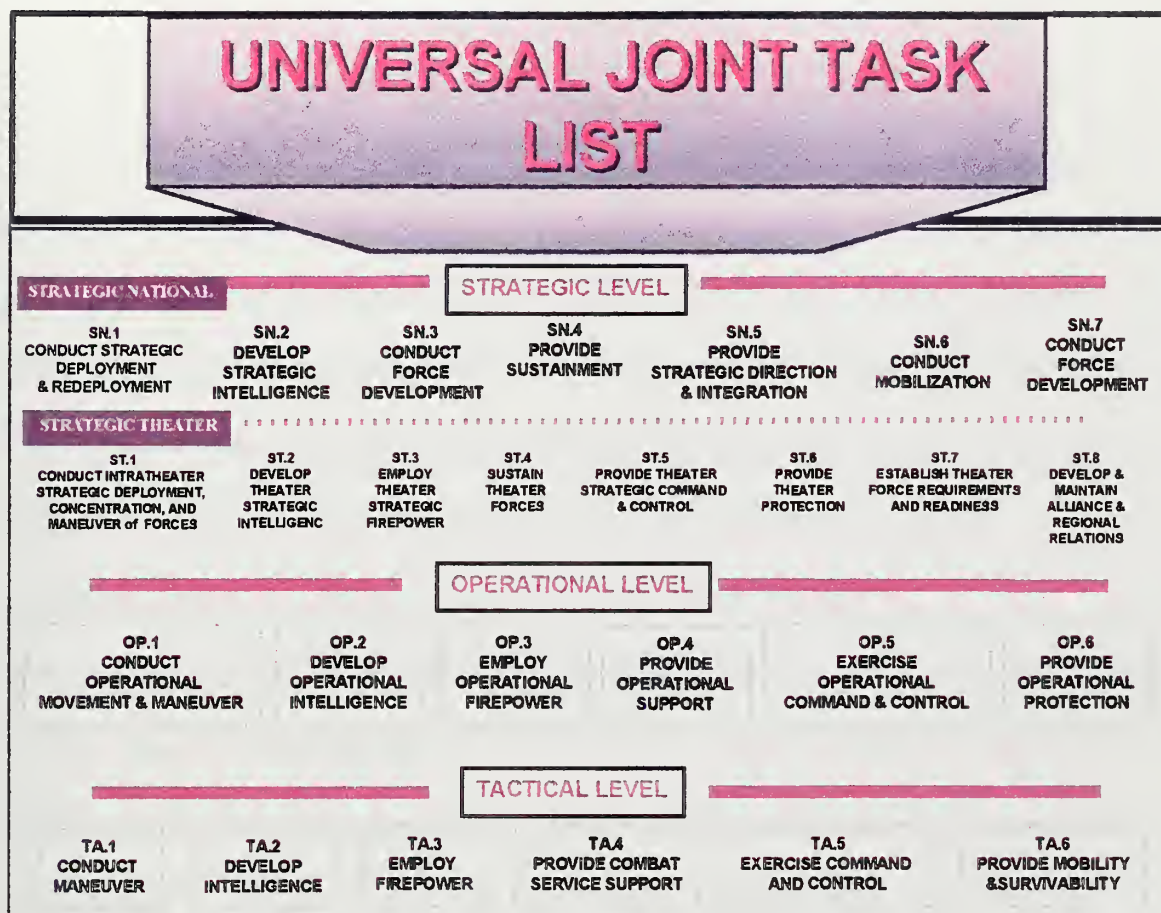 UNIVERSAL JOINT TASK
LIST
STRATEGIC NATIONAL
STRATEGIC LEVEL
SN.1
CONDUCT STRATEGIC
DEPLOYMENT
& REDEPLOYMENT
SN.2
DEVELOP
STRATEGIC
INTELLIGENCE
SN.3
CONDUCT
FORCE
DEVELOPMENT
SN.4
PROVIDE
SUSTAINMENT
SN.5
PROVIDE
STRATEGIC DIRECTION
& INTEGRATION
SN.6
CONDUCT
MOBILIZATION
SN.7
CONDUCT
FORCE
DEVELOPMENT
STRATEGIC THEATER
ST.1
CONDUCT INTRATHEATER
STRATEGIC DEPLOYMENT,
CONCENTRATION, AND
MANEUVER of FORCES
ST.2
DEVELOP
THEATER
STRATEGIC
INTELLIGENC
ST.3
EMPLOY
THEATER
STRATEGIC
FIREPOWER
ST.4
SUSTAIN
THEATER
FORCES
ST.5
PROVIDE THEATER
STRATEGIC COMMAND
& CONTROL
ST.6
PROVIDE
THEATER
PROTECTION
ST.7
ESTABLISH THEATER
FORCE REQUIREMENTS
AND READINESS
ST.8
DEVELOP &
MAINTAIN
ALLIANCE &
REGIONAL
RELATIONS
OPERATIONAL LEVEL
OP.1
CONDUCT
OPERATIONAL
MOVEMENT & MANEUVER
OP.2
DEVELOP
OPERATIONAL
INTELLIGENCE
OP.3
EMPLOY
OPERATIONAL
FIREPOWER
OP.4
PROVIDE
OPERATIONAL
SUPPORT
OP.5
EXERCISE
OPERATIONAL
COMMAND & CONTROL
OP.6
PROVIDE
OPERATIONAL
PROTECTION
TACTICAL LEVEL
TA.1
CONDUCT
MANEUVER
TA.2
DEVELOP
INTELLIGENCE
TA.3
EMPLOY
FIREPOWER
TA.4
PROVIDE COMBAT
SERVICE SUPPORT
TA.5
EXERCISE COMMAND
AND CONTROL
TA.6
PROVIDE MOBILITY
&SURVIVABILITY